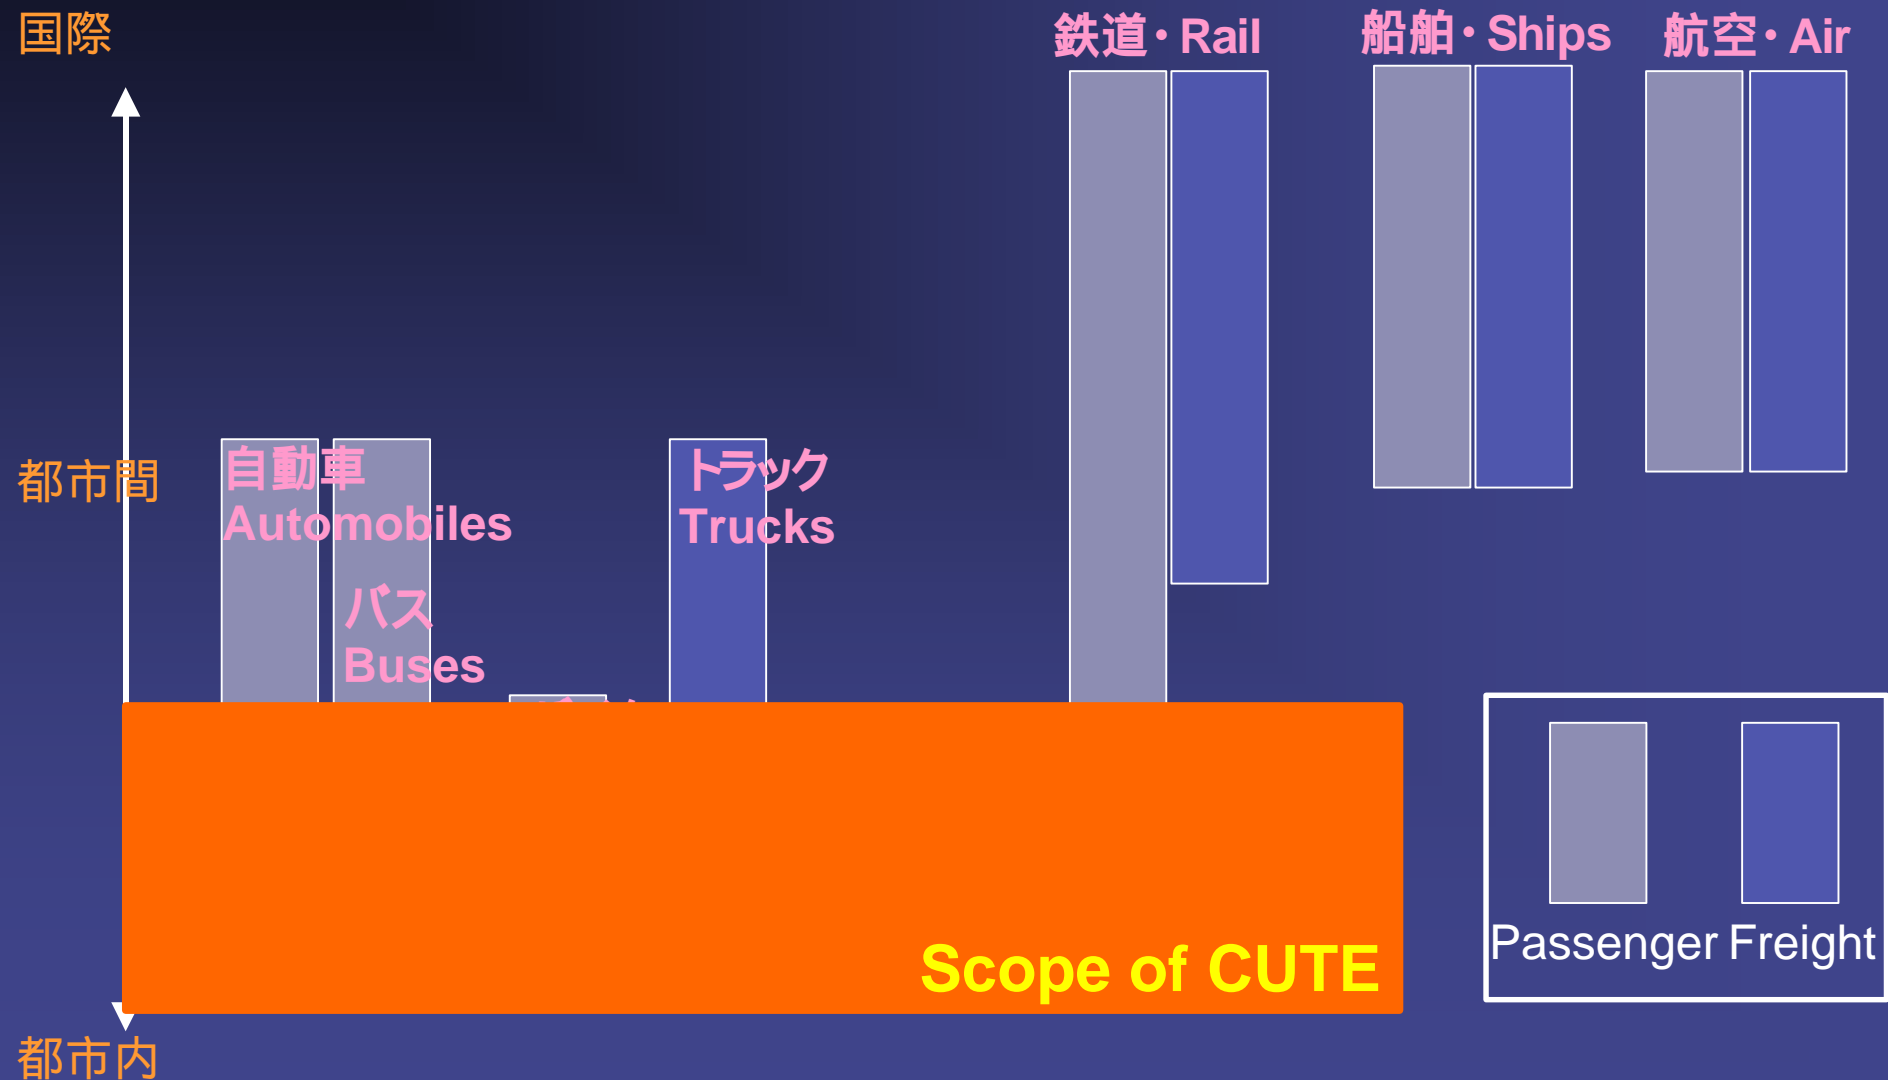 国際
鉄道・Rail
船舶・Ships
航空・Air
都市間
自動車
Automobiles
トラック
Trucks
バス
Buses
Scope of CUTE
Passenger
Freight
都市内